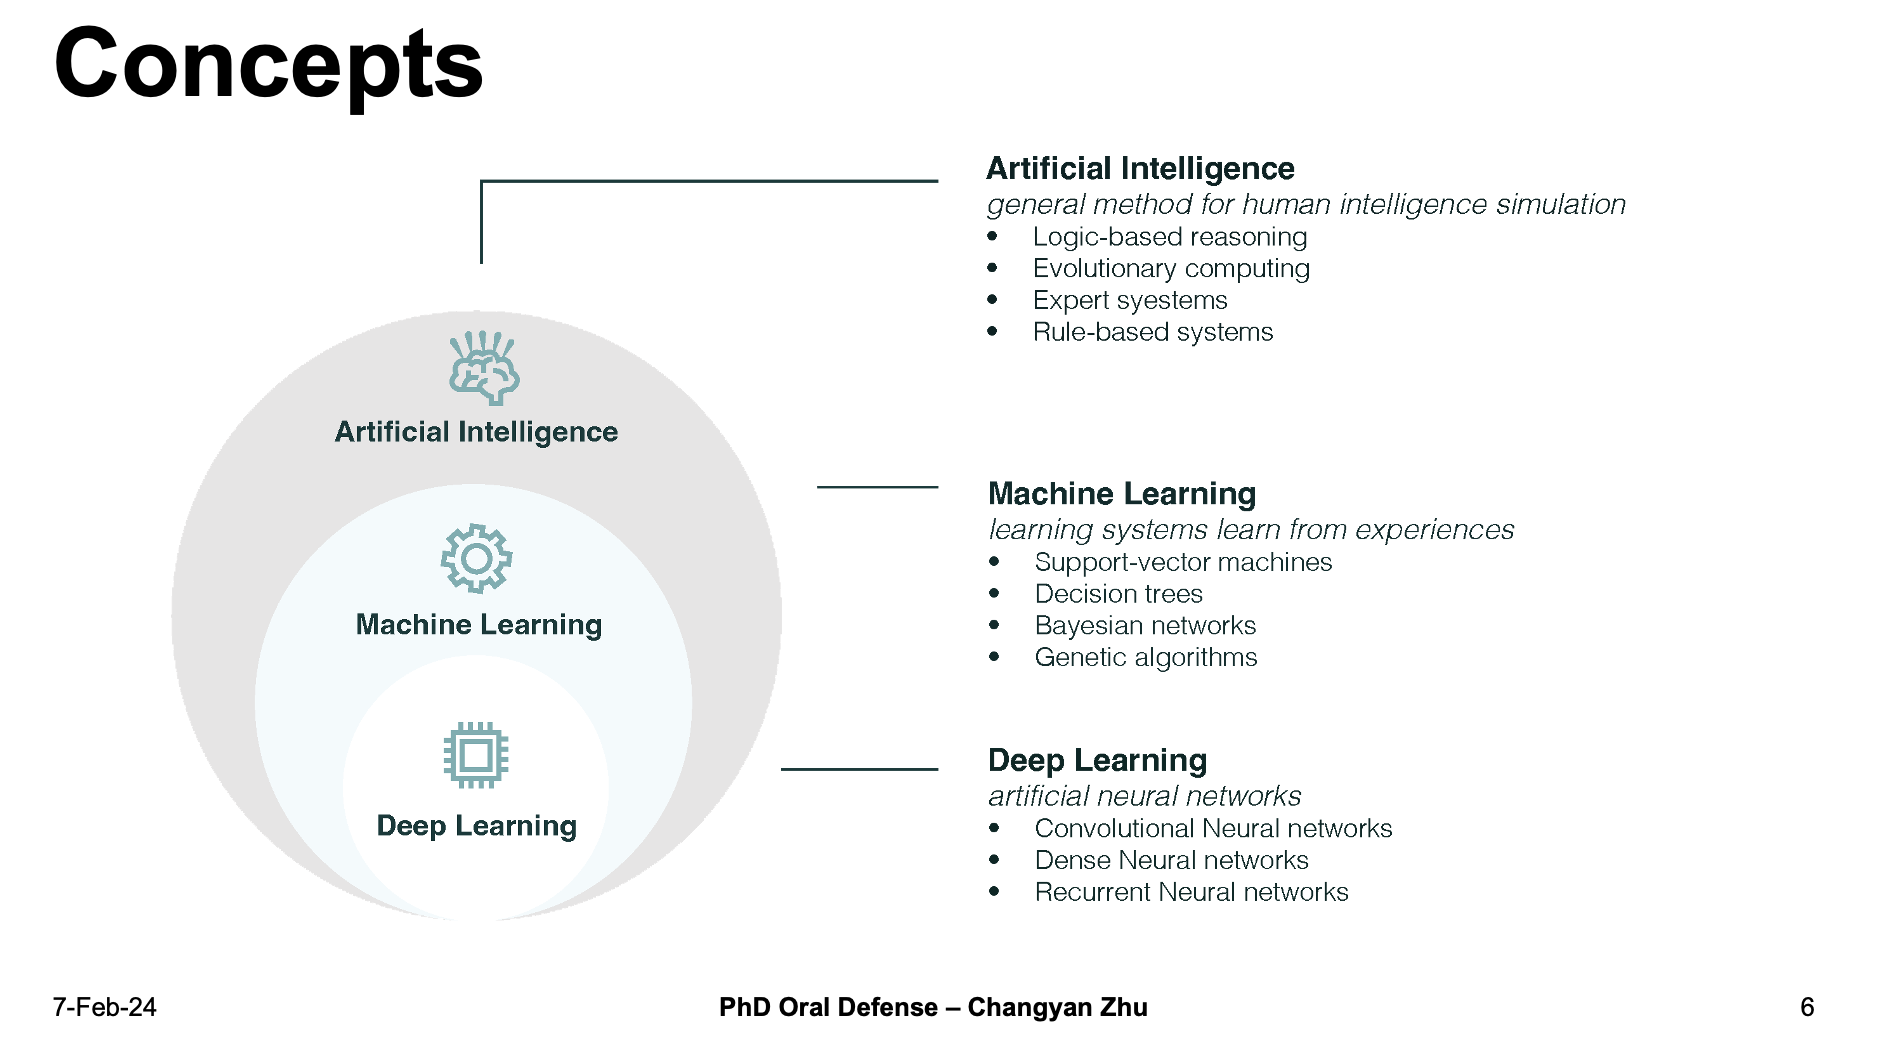 Concepts
Artificial Intelligence
general method for human intelligence simulation
• Logic-based reasoning
• Evolutionary computing
• Expert syestems
• Rule-based systems
Artificial Intelligence
Machine Learning
Deep Learning
Machine Learning
learning systems learn from experiences
• Support-vector machines
• Decision trees
• Bayesian networks
• Genetic algorithms
Deep Learning
artificial neural networks
• Convolutional Neural networks
• Dense Neural networks
• Recurrent Neural networks
7-Feb-24
PhD Oral Defense – Changyan Zhu
6